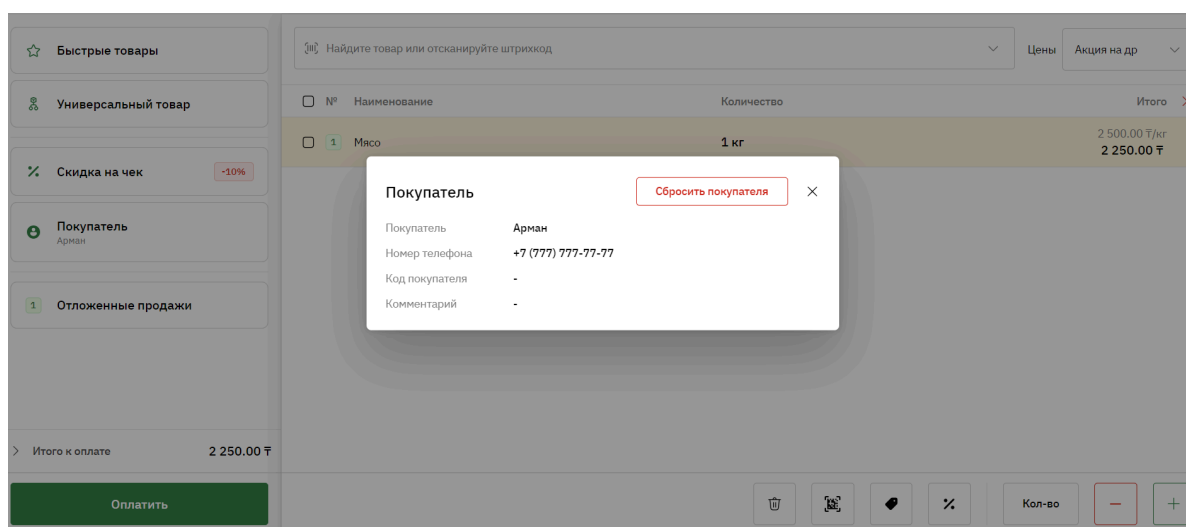 Быстрые товары
Универсальный товар
Скидка на чек -10%
Покупатель
Арман
1 Отложенные продажи
Итого к оплате 2 250.00 ₸
Оплатить
Найдите товар или отсканируйте штрихкод
Цены Акция на др
№ Наименование Количество Итого
1 Мясо 1 кг 2 500.00 ₸/кг
2 250.00 ₸
Покупатель Сбросить покупателя
Покупатель Арман
Номер телефона +7 (777) 777-77-77
Код покупателя -
Комментарий -
Кол-во